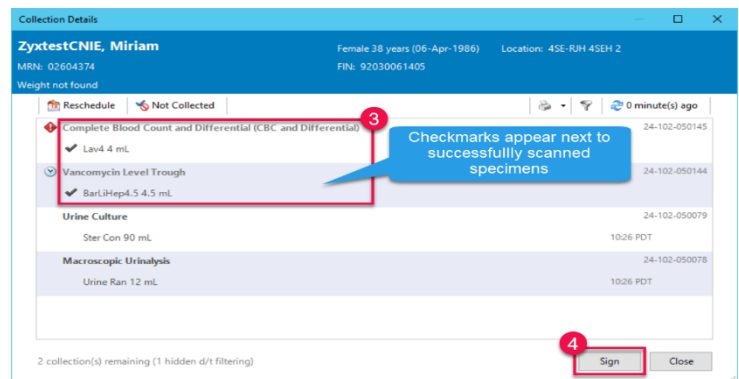 Collection Details
ZyxtestCNIE, Miriam
Female 38 years (06-Apr-1986) Location: 4SE-RJH 4SEH 2
MRN: 02604374
FIN: 92030061405
Weight not found
Reschedule Not Collected 0 minute(s) ago
3
Complete Blood Count and Differential (CBC and Differential) 24-102-050145
Lav4 4 mL
Checkmarks appear next to
successfullly scanned
specimens
Vancomycin Level Trough 24-102-050144
BarLiHep4.5 4.5 mL
Urine Culture 24-102-050079
Ster Con 90 mL 10:26 PDT
Macroscopic Urinalysis 24-102-050078
Urine Ran 12 mL 10:26 PDT
4
2 collection(s) remaining (1 hidden d/t filtering) Sign Close